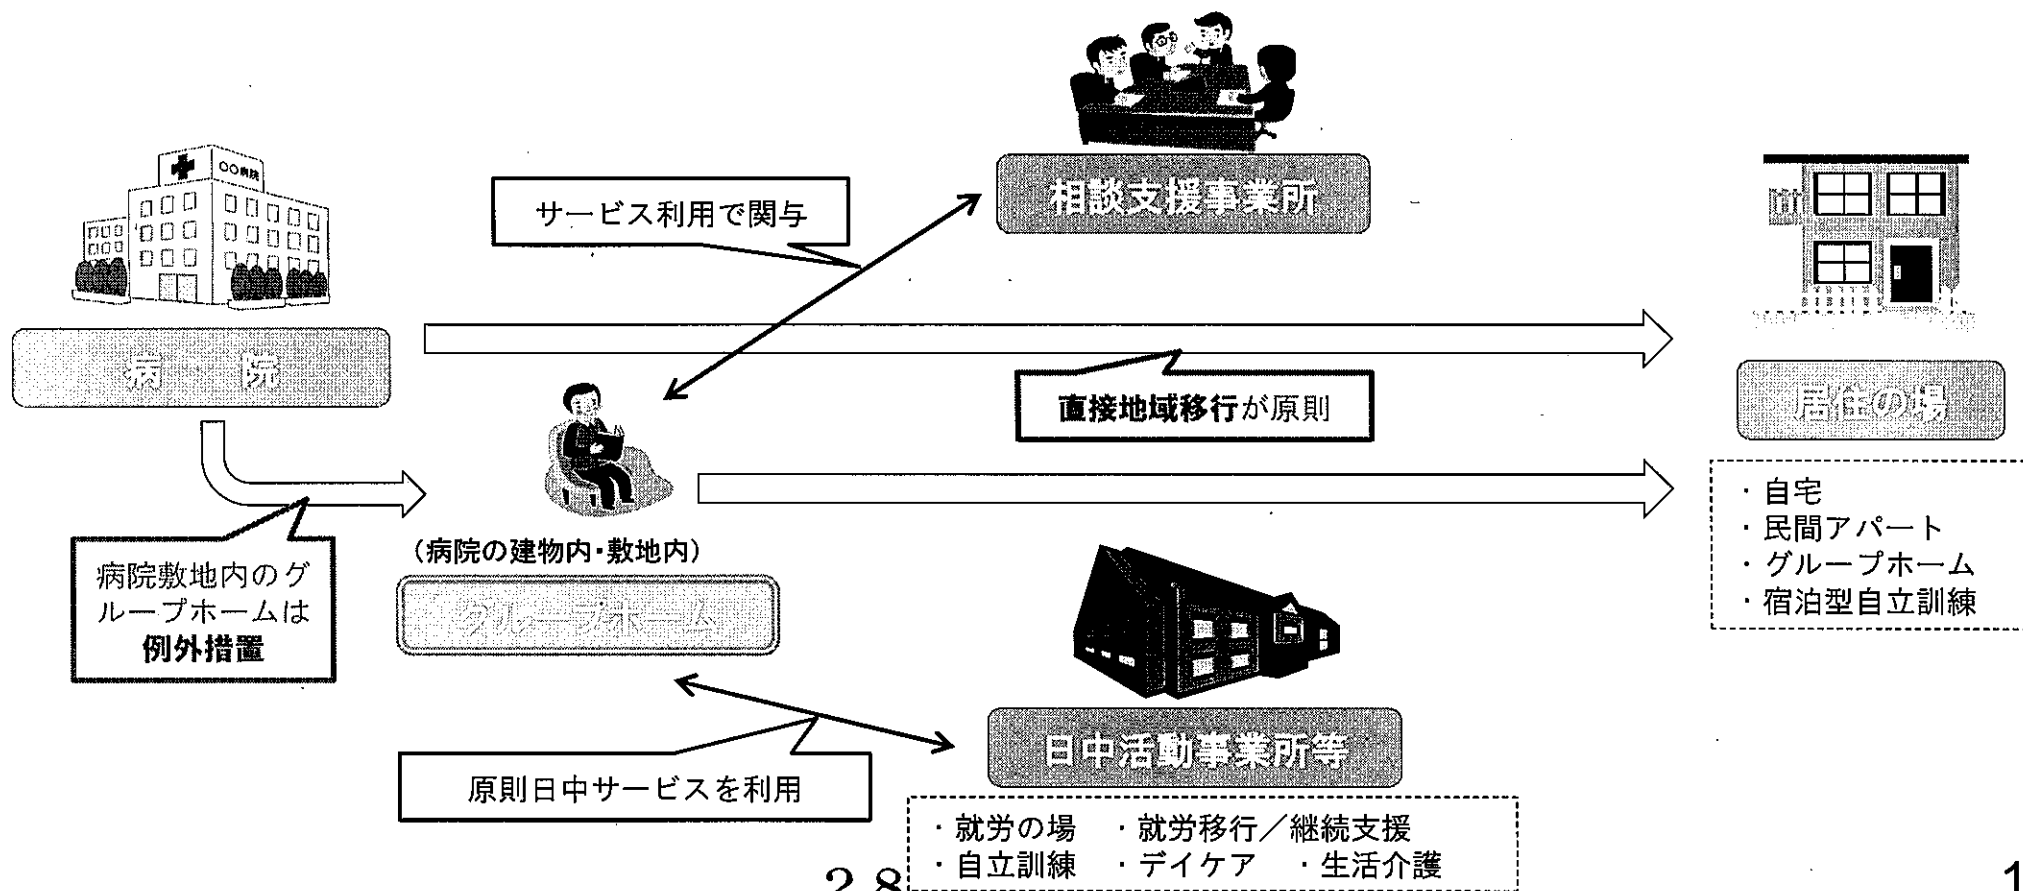 〇〇病院
相談支援事業所
サービス利用で関与
病　院
直接地域移行が原則
居住の場
・自宅
・民間アパート
・グループホーム
・宿泊型自立訓練
病院敷地内のグ
ループホームは
例外措置
(病院の建物内・敷地内)
グループホーム
日中活動事業所等
原則日中サービスを利用
・就労の場　・就労移行／継続支援
・自立訓練　・デイケア　・生活介護
28
1